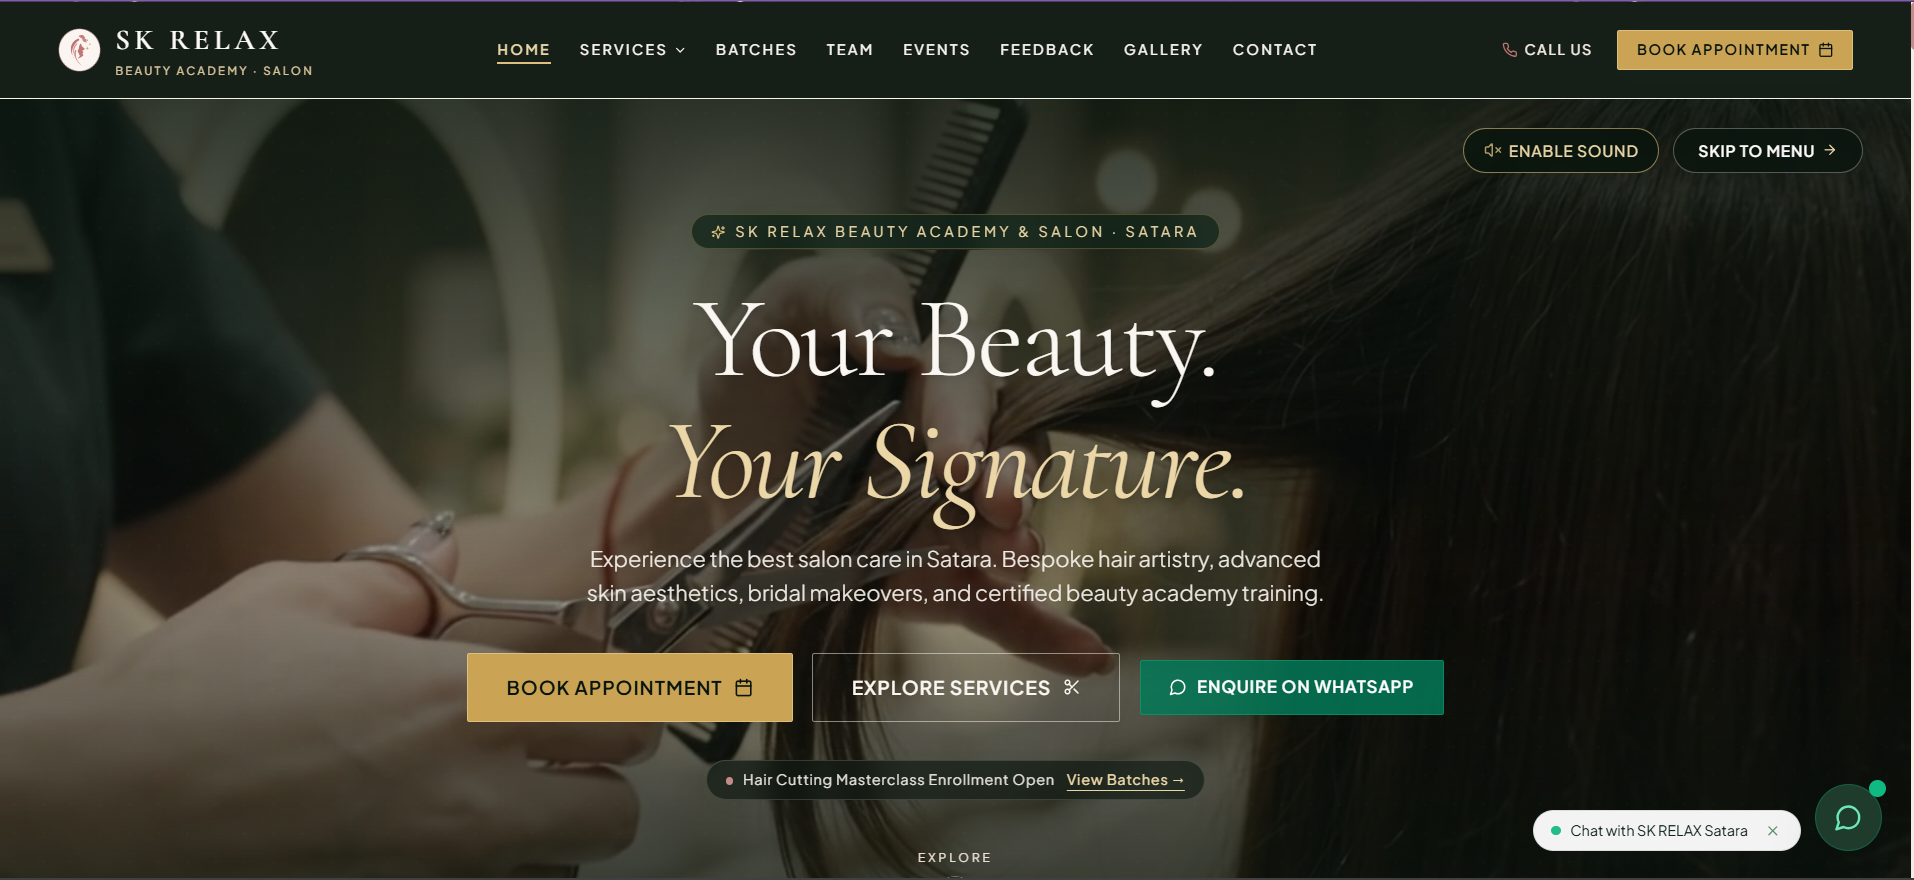 SK RELAX
BEAUTY ACADEMY · SALON
HOME
SERVICES
BATCHES
TEAM
EVENTS
FEEDBACK
GALLERY
CONTACT
CALL US
BOOK APPOINTMENT
ENABLE SOUND
SKIP TO MENU →
SK RELAX BEAUTY ACADEMY & SALON · SATARA
Your Beauty.
Your Signature.
Experience the best salon care in Satara. Bespoke hair artistry, advanced
skin aesthetics, bridal makeovers, and certified beauty academy training.
BOOK APPOINTMENT
EXPLORE SERVICES
ENQUIRE ON WHATSAPP
Hair Cutting Masterclass Enrollment Open View Batches →
Chat with SK RELAX Satara
EXPLORE